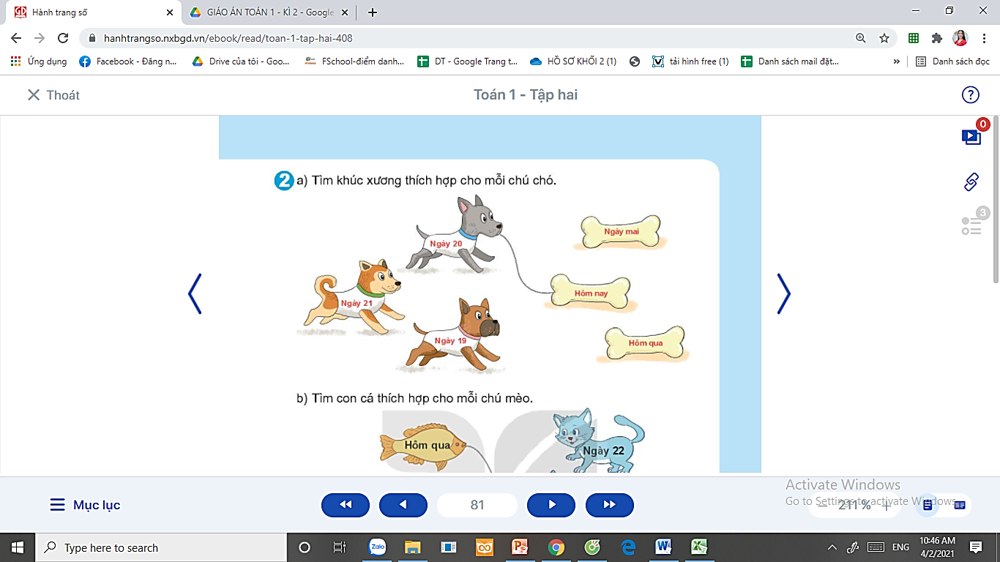 Hành trang số
GIÁO ÁN TOÁN 1 - KÌ 2 - Google
hanhtrangso.nxbgd.vn/ebook/read/toan-1-tap-hai-408
Ứng dụng
Facebook - Đăng n...
Drive của tôi - Goo...
FSchool-điểm danh...
DT - Google Trang t...
HỒ SƠ KHỐI 2 (1)
tải hình free (1)
Danh sách mail đặt...
»
Danh sách đọc
Thoát
Toán 1 - Tập hai
?
0
3
2 a) Tìm khúc xương thích hợp cho mỗi chú chó.
Ngày 20
Ngày mai
Ngày 21
Hôm nay
Ngày 19
Hôm qua
b) Tìm con cá thích hợp cho mỗi chú mèo.
Hôm qua
Ngày 22
Activate Windows
Go to Settings to activate Windows.
Mục lục
81
211%
Type here to search
Zalo
ENG
10:46 AM
4/2/2021